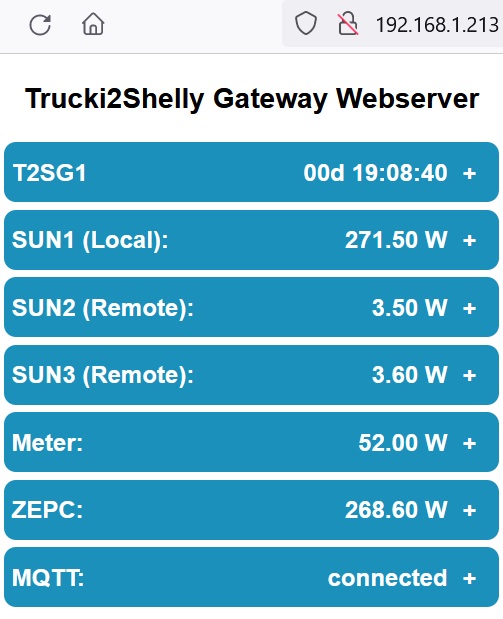 192.168.1.213
Trucki2Shelly Gateway Webserver
T2SG1 00d 19:08:40 +
SUN1 (Local): 271.50 W +
SUN2 (Remote): 3.50 W +
SUN3 (Remote): 3.60 W +
Meter: 52.00 W +
ZEPC: 268.60 W +
MQTT: connected +